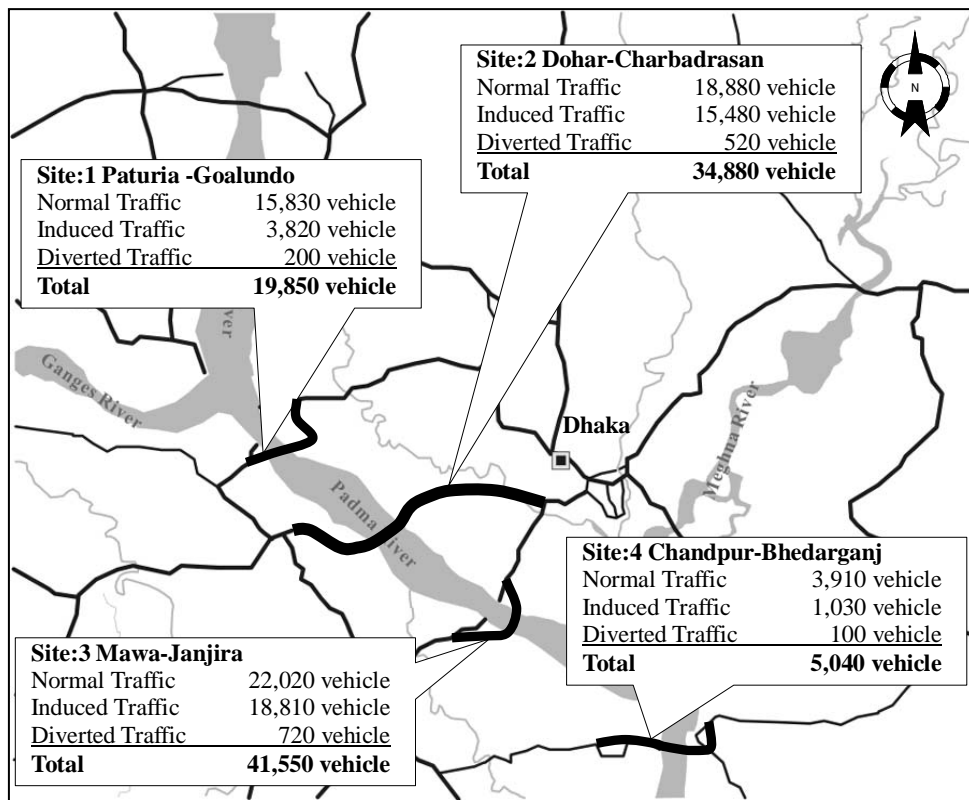 Site:2 Dohar-Charbadrasan
Normal Traffic 18,880 vehicle
Induced Traffic 15,480 vehicle
Diverted Traffic 520 vehicle
Total 34,880 vehicle
N
Site:1 Paturia -Goalundo
Normal Traffic 15,830 vehicle
Induced Traffic 3,820 vehicle
Diverted Traffic 200 vehicle
Total 19,850 vehicle
ver
Ganges River
Dhaka
Meghna River
Padma River
Site:4 Chandpur-Bhedarganj
Normal Traffic 3,910 vehicle
Induced Traffic 1,030 vehicle
Diverted Traffic 100 vehicle
Total 5,040 vehicle
Site:3 Mawa-Janjira
Normal Traffic 22,020 vehicle
Induced Traffic 18,810 vehicle
Diverted Traffic 720 vehicle
Total 41,550 vehicle